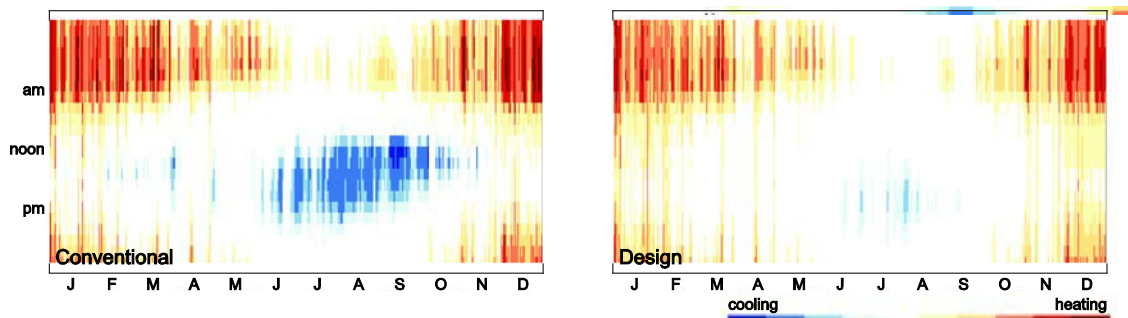 am
noon
pm
Conventional
J F M A M J J A S O N D
Design
J F M A M J J A S O N D
cooling heating